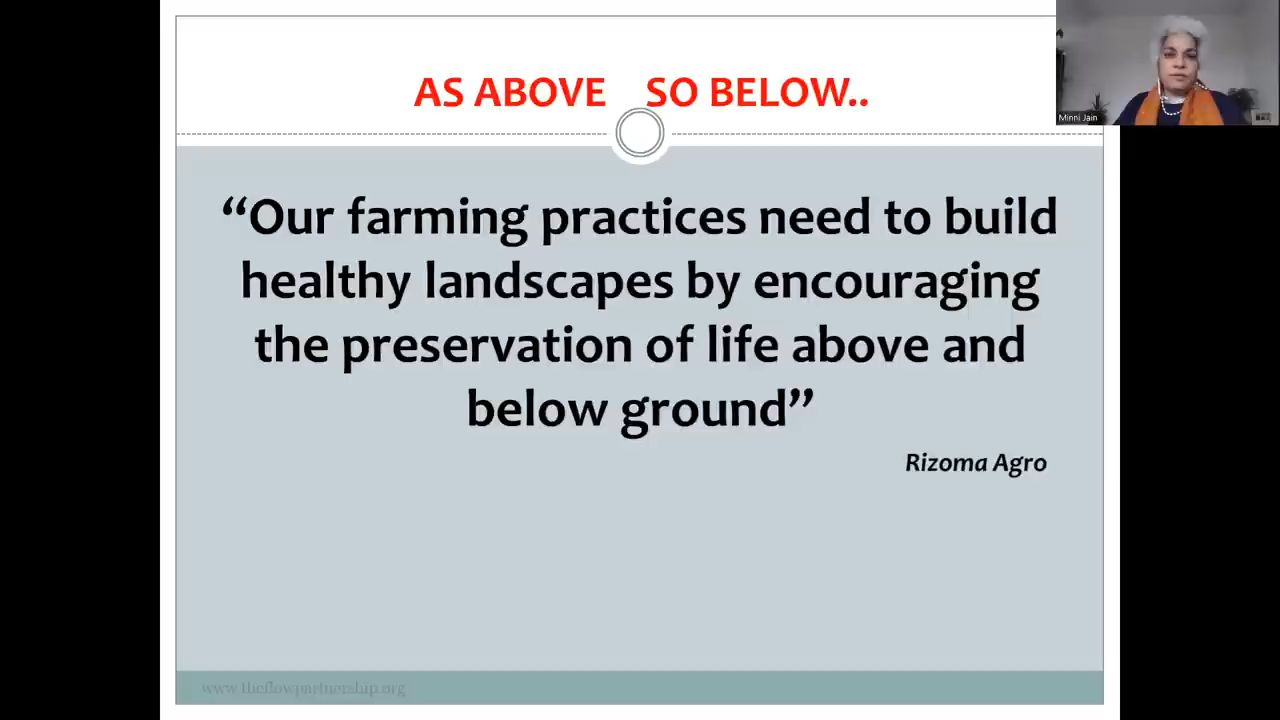 AS ABOVE SO BELOW..
Minni Jain
“Our farming practices need to build
healthy landscapes by encouraging
the preservation of life above and
below ground”
Rizoma Agro
www.theflowpartnership.org